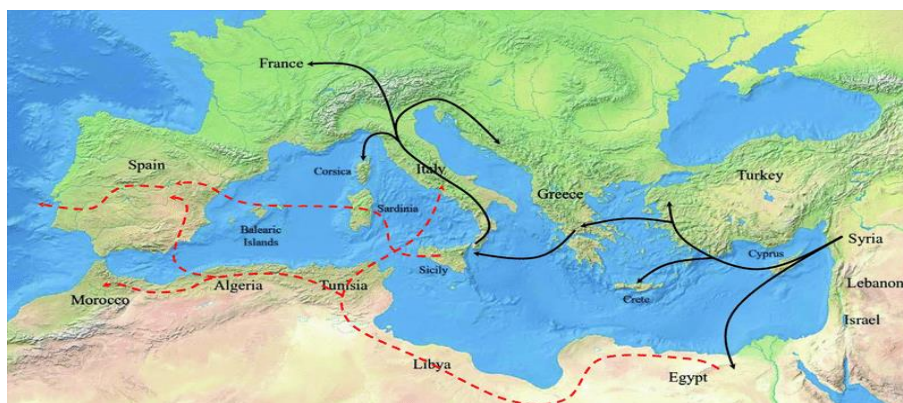 France
Spain
Corsica
Italy
Turkey
Greece
Sardinia
Balearic
Islands
Syria
Cyprus
Sicily
Tunisia
Algeria
Morocco
Crete
Lebanon
Israel
Libya
Egypt